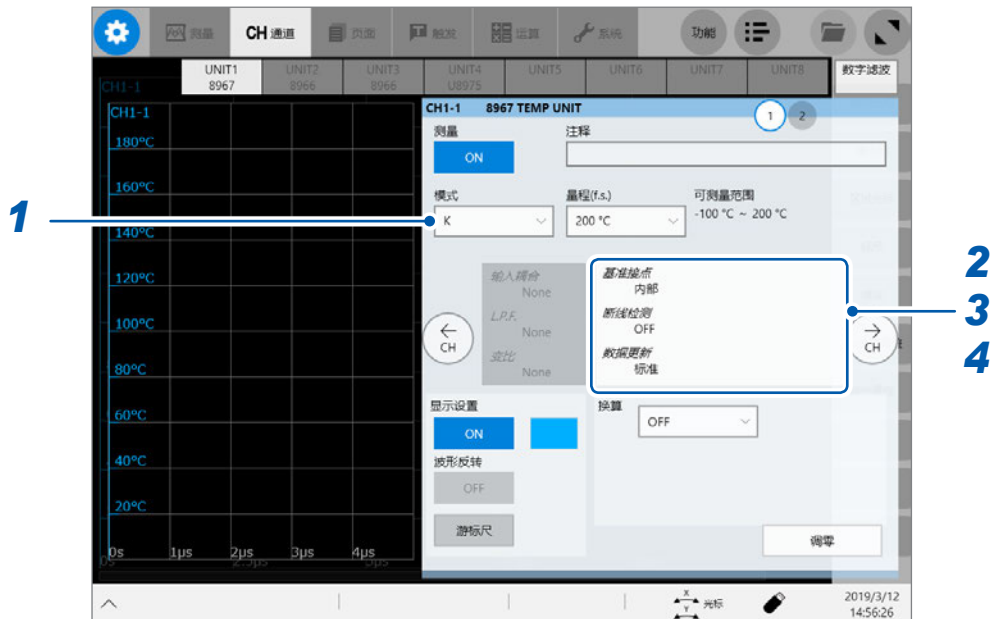 测量 CH 通道 页面 触发 运算 系统 功能
UNIT1 UNIT2 UNIT3 UNIT4 UNIT5 UNIT6 UNIT7 UNIT8 数字滤波
CH1-1 8967 8966 8966 U8975
CH1-1
CH1-1 8967 TEMP UNIT 1 2
180°C
160°C
140°C
120°C
100°C
80°C
60°C
40°C
20°C
0s 1μs 2μs 3μs 4μs
测量 注释
ON
模式 量程(f.s.) 可测量范围
K 200 °C -100 °C ~ 200 °C
1
输入耦合
None
L.P.F.
None
变比
None
基准接点
内部
断线检测
OFF
数据更新
标准
2
3
4
←
CH
→
CH
显示设置 换算
ON OFF
波形反转
OFF
游标尺 调零
X
Y
光标
2019/3/12
14:56:26